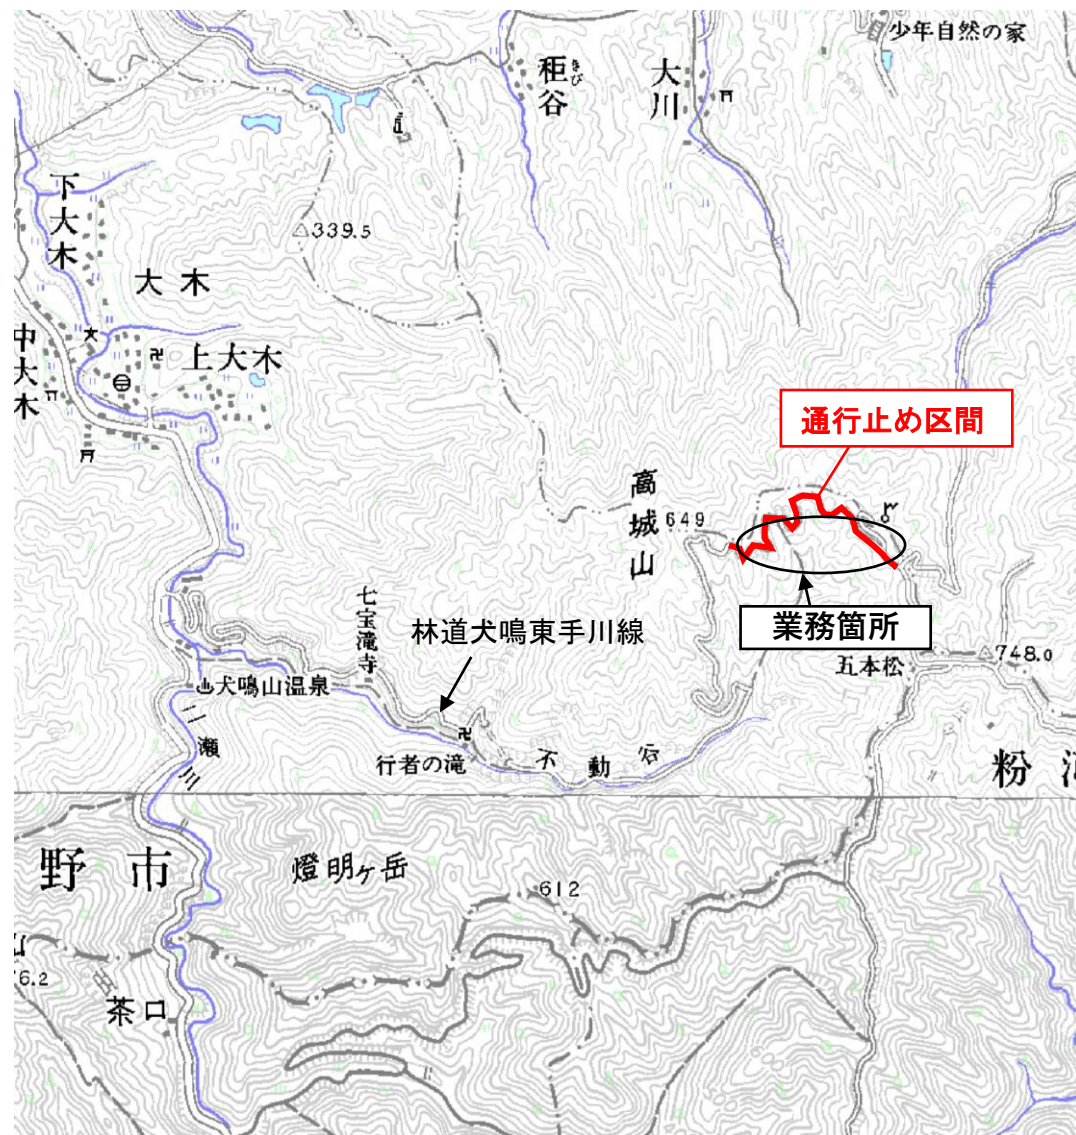 少年自然の家
秬谷
きび
大川
下大木
339.5
大木
中大木
上大木
通行止め区間
高城山
649
業務箇所
七宝滝寺
林道犬鳴東手川線
五本松
748.0
犬鳴山温泉
二瀬川
行者の滝
不動谷
粉河
野市
燈明ヶ岳
612
山
6.2
茶口